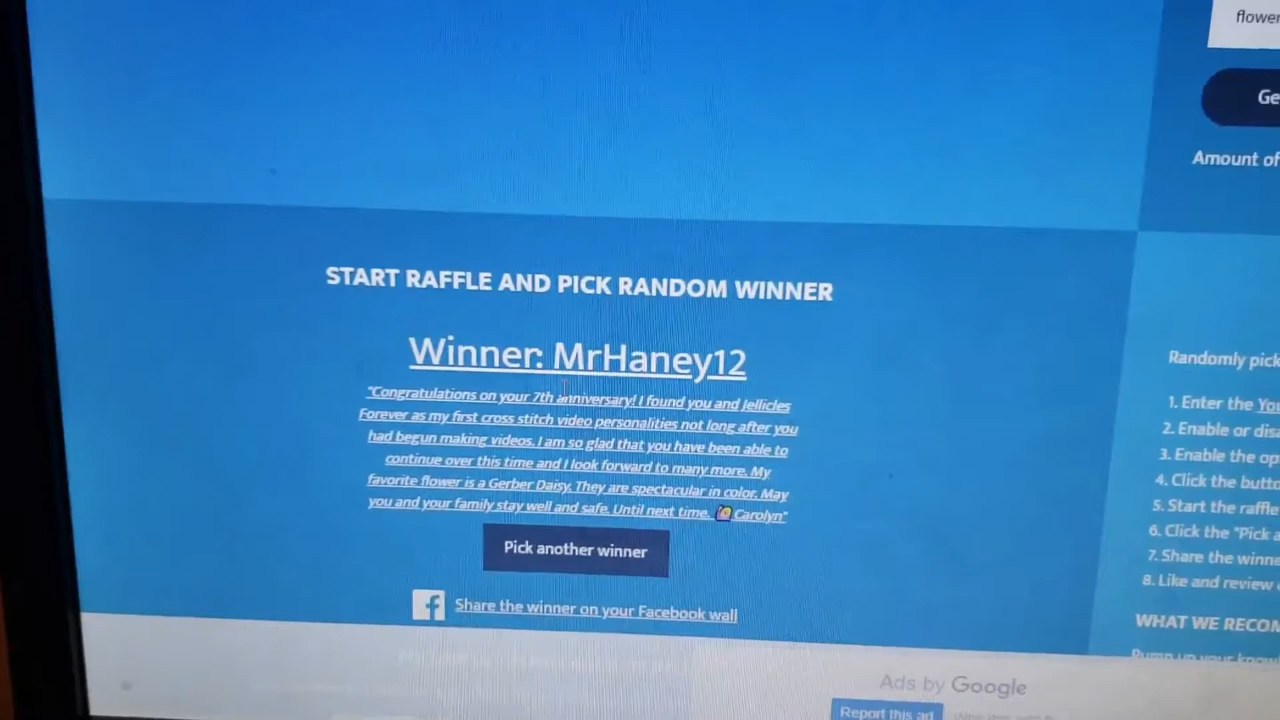 flower
Ge
Amount of
START RAFFLE AND PICK RANDOM WINNER
Winner: MrHaney12
"Congratulations on your 7th anniversary! I found you and Jellicles
Forever as my first cross stitch video personalities not long after you
had begun making videos. I am so glad that you have been able to
continue over this time and I look forward to many more. My
favorite flower is a Gerber Daisy. They are spectacular in color. May
you and your family stay well and safe. Until next time. 🙋 Carolyn"
Pick another winner
Share the winner on your Facebook wall
Randomly pick
1. Enter the You
2. Enable or disa
3. Enable the op
4. Click the butto
5. Start the raffle
6. Click the "Pick a
7. Share the winne
8. Like and review
WHAT WE RECOM
Pump up your know
Ads by Google
Report this ad